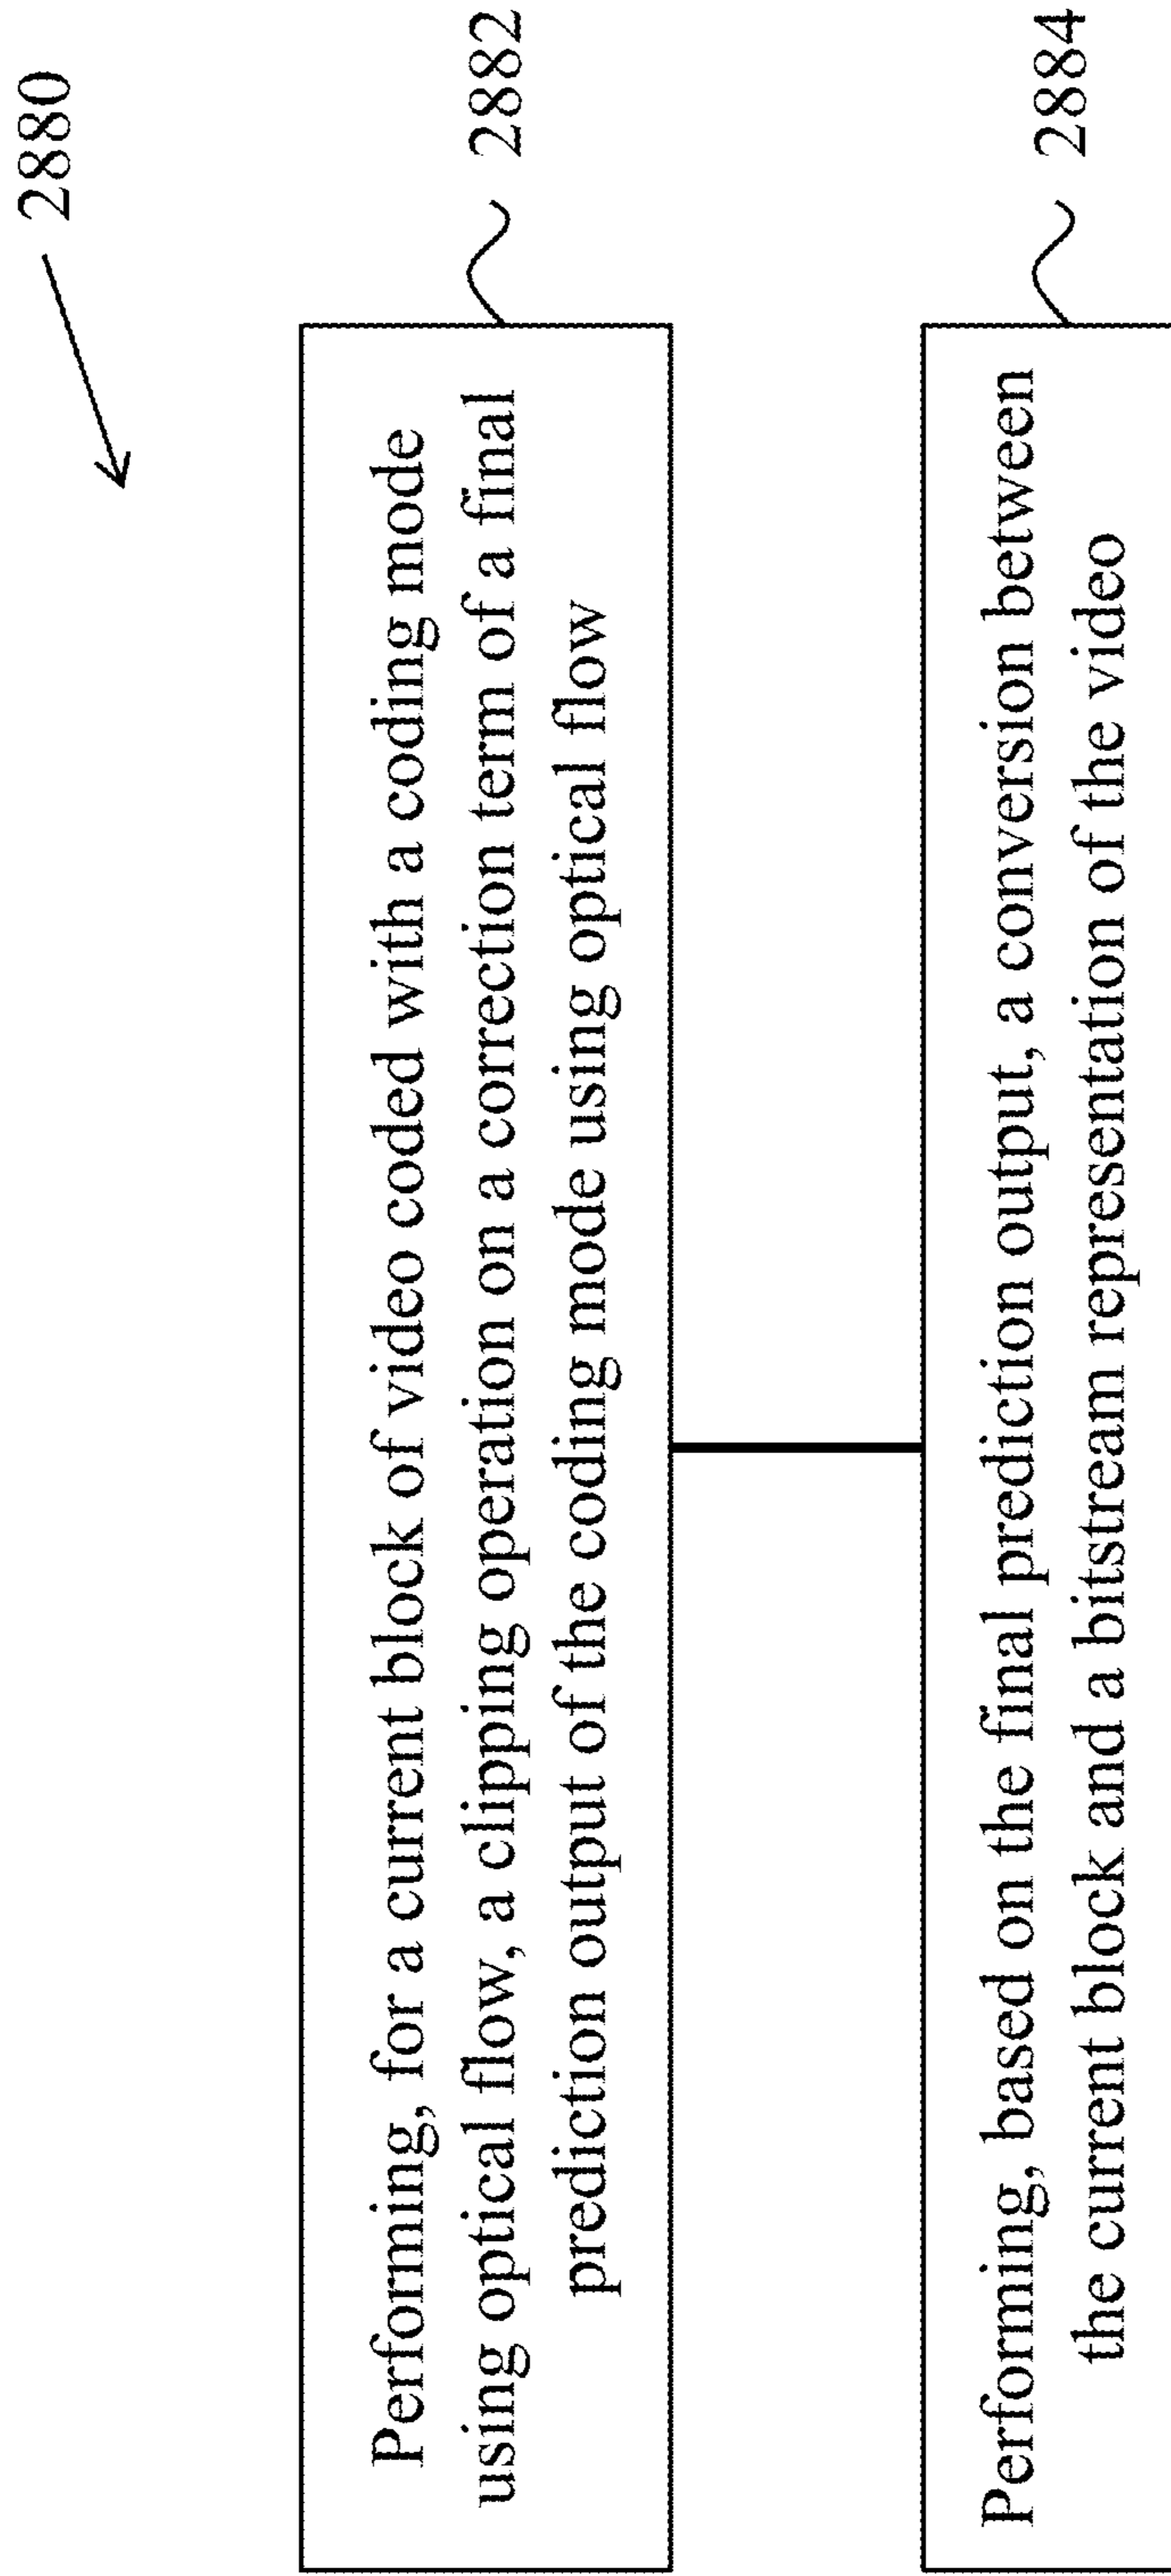 2880
Performing, for a current block of video coded with a coding mode
using optical flow, a clipping operation on a correction term of a final
prediction output of the coding mode using optical flow
2882
Performing, based on the final prediction output, a conversion between
the current block and a bitstream representation of the video
2884